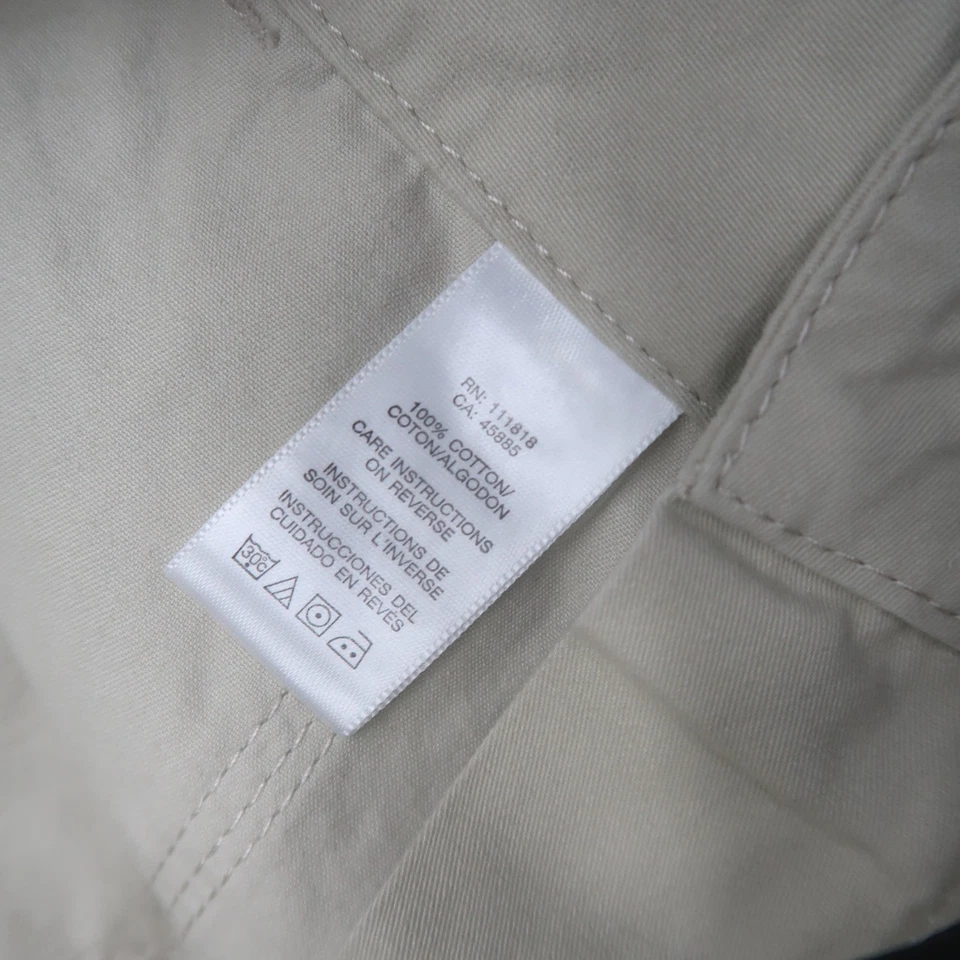 RN: 111818
CA: 45885
100% COTTON/
COTON/ALGODON
CARE INSTRUCTIONS
ON REVERSE
INSTRUCTIONS DE
SOIN SUR L'INVERSE
INSTRUCCIONES DEL
CUIDADO EN REVÉS
30°C